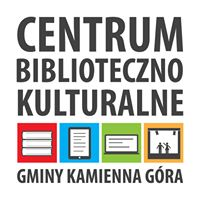 CENTRUM
BIBLIOTECZNO
KULTURALNE
GMINY KAMIENNA GÓRA